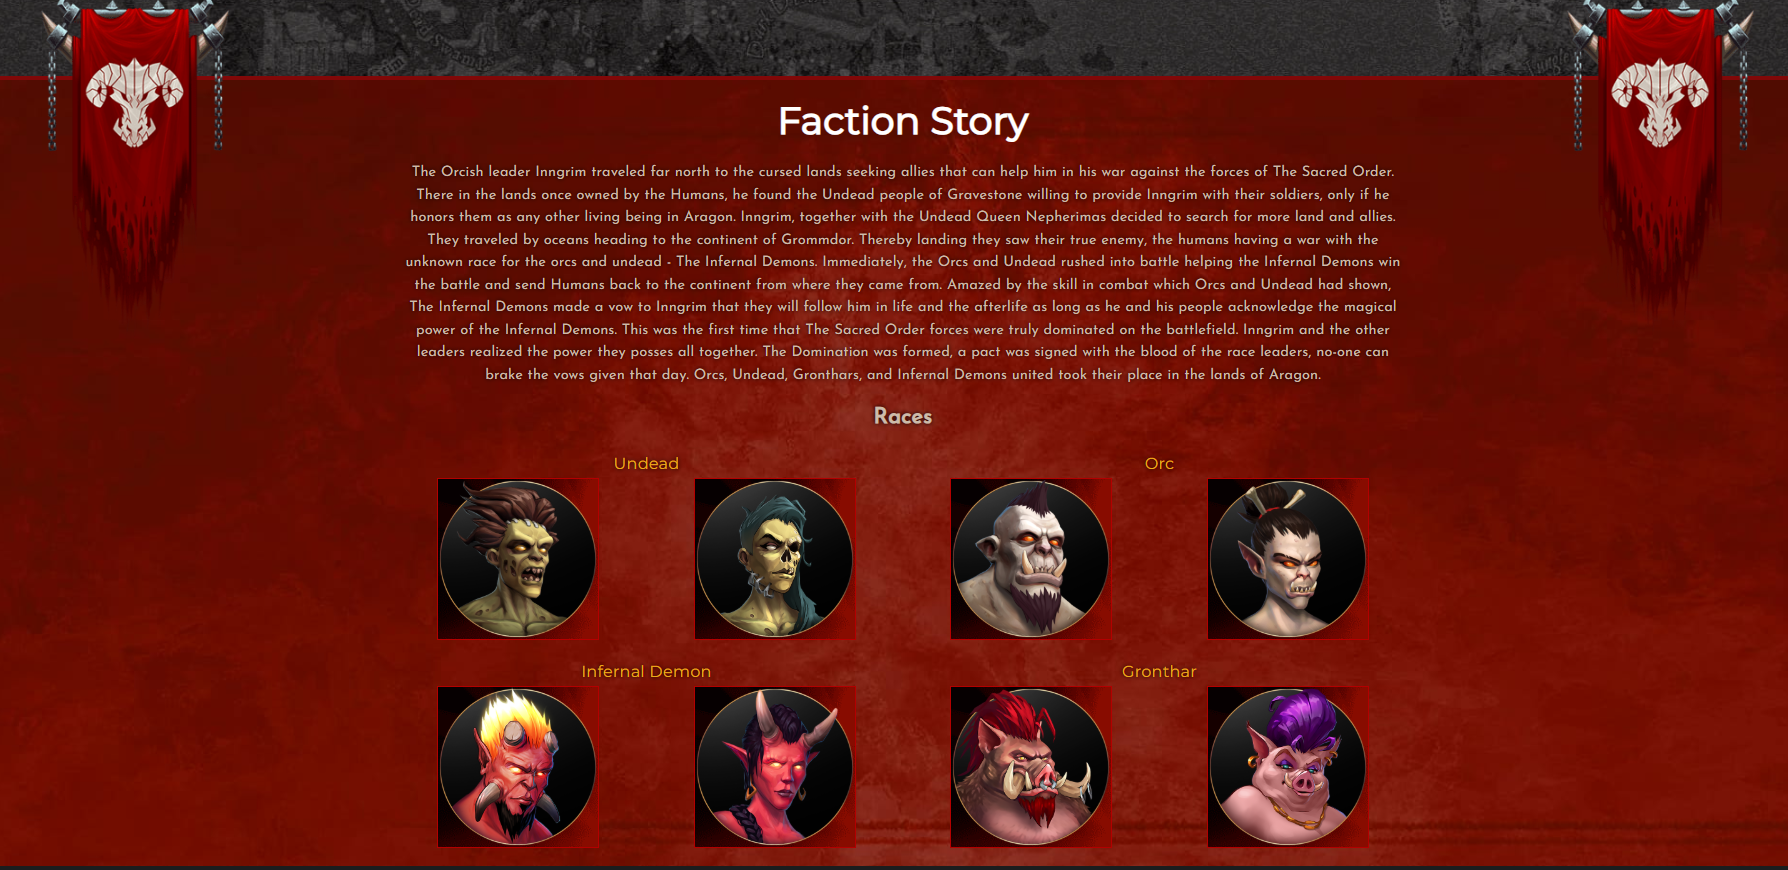 Faction Story
The Orcish leader Inngrim traveled far north to the cursed lands seeking allies that can help him in his war against the forces of The Sacred Order.
There in the lands once owned by the Humans, he found the Undead people of Gravestone willing to provide Inngrim with their soldiers, only if he
honors them as any other living being in Aragon. Inngrim, together with the Undead Queen Nepherimas decided to search for more land and allies.
They traveled by oceans heading to the continent of Grommdor. Thereby landing they saw their true enemy, the humans having a war with the
unknown race for the orcs and undead - The Infernal Demons. Immediately, the Orcs and Undead rushed into battle helping the Infernal Demons win
the battle and send Humans back to the continent from where they came from. Amazed by the skill in combat which Orcs and Undead had shown,
The Infernal Demons made a vow to Inngrim that they will follow him in life and the afterlife as long as he and his people acknowledge the magical
power of the Infernal Demons. This was the first time that The Sacred Order forces were truly dominated on the battlefield. Inngrim and the other
leaders realized the power they posses all together. The Domination was formed, a pact was signed with the blood of the race leaders, no-one can
brake the vows given that day. Orcs, Undead, Gronthars, and Infernal Demons united took their place in the lands of Aragon.
Races
Undead
Orc
Infernal Demon
Gronthar